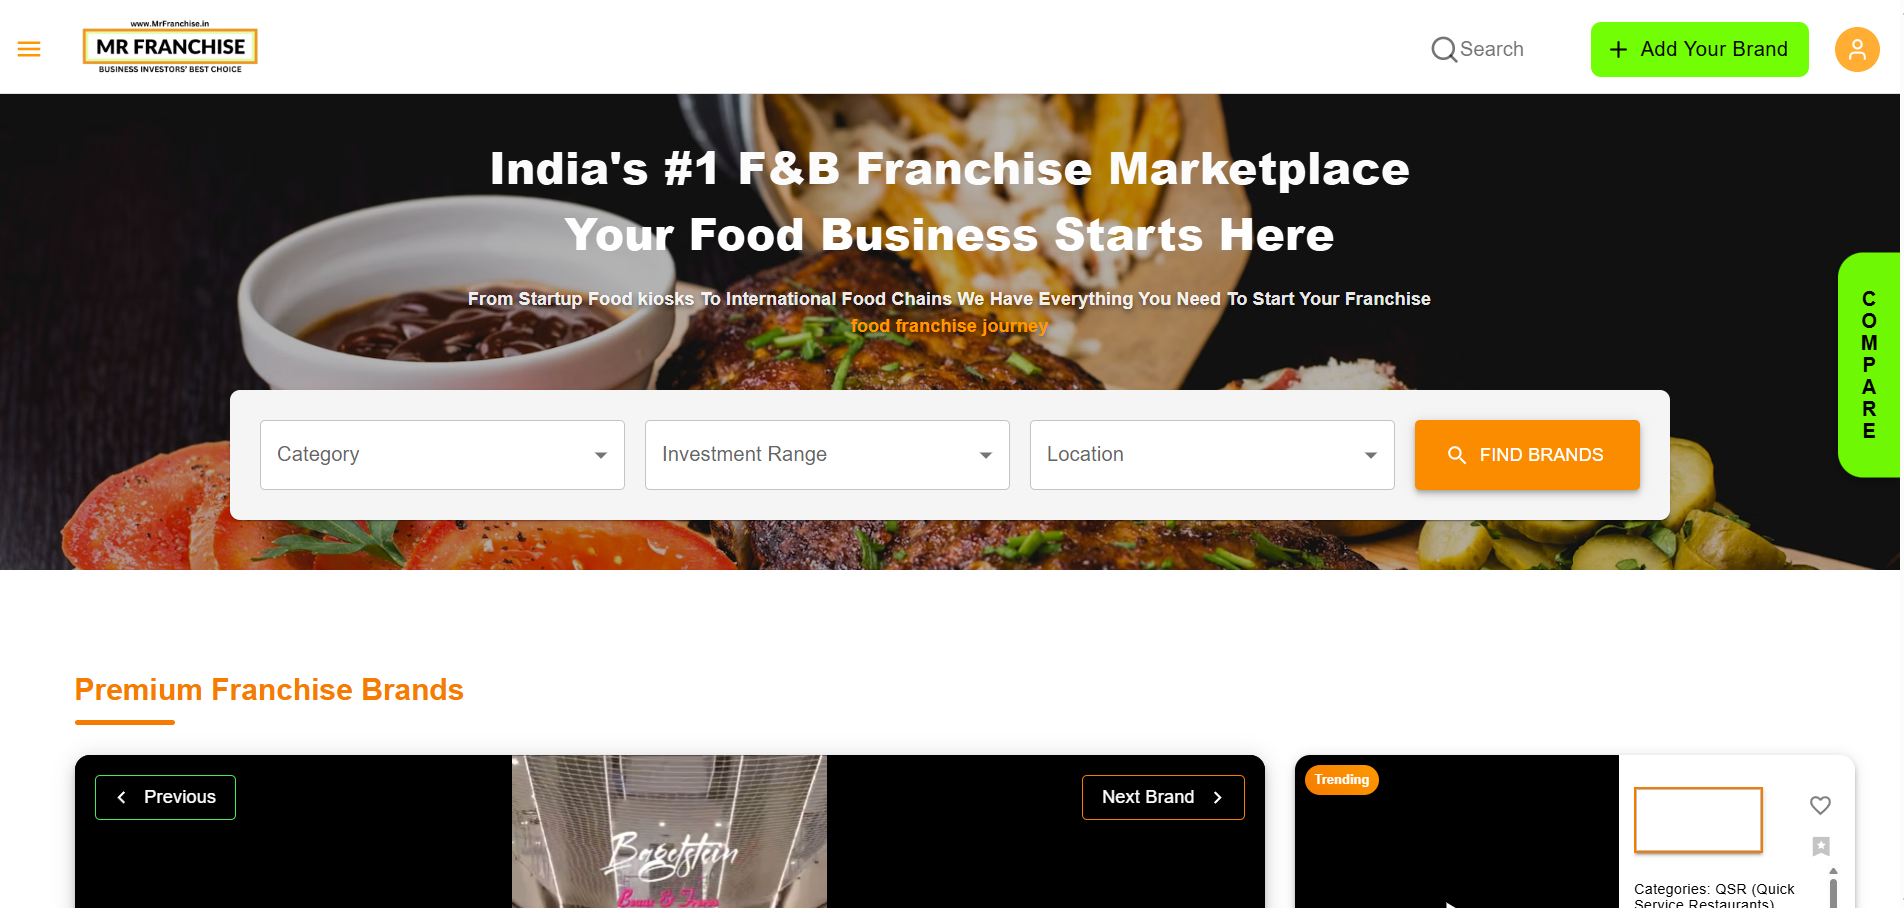 www.MrFranchise.in
MR FRANCHISE
BUSINESS INVESTORS' BEST CHOICE
Search
+ Add Your Brand
India's #1 F&B Franchise Marketplace
Your Food Business Starts Here
From Startup Food kiosks To International Food Chains We Have Everything You Need To Start Your Franchise
food franchise journey
COMPARE
Category
Investment Range
Location
FIND BRANDS
Premium Franchise Brands
Previous
Next Brand
Bagelstein
Trending
Categories: QSR (Quick
Service Restaurants)